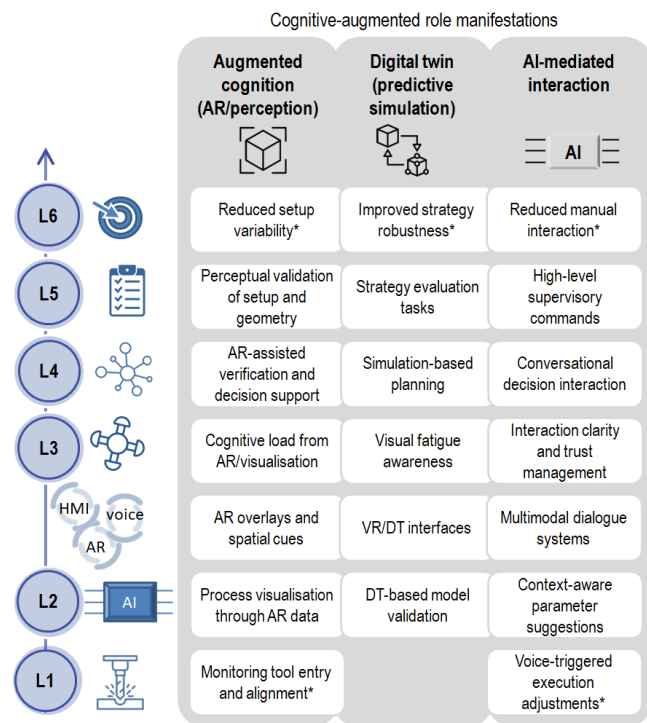 Cognitive-augmented role manifestations
Augmented
cognition
(AR/perception)
Digital twin
(predictive
simulation)
AI-mediated
interaction
AI
L6
Reduced setup
variability*
Improved strategy
robustness*
Reduced manual
interaction*
L5
Perceptual validation
of setup and
geometry
Strategy evaluation
tasks
High-level
supervisory
commands
L4
AR-assisted
verification and
decision support
Simulation-based
planning
Conversational
decision interaction
L3
Cognitive load from
AR/visualisation
Visual fatigue
awareness
Interaction clarity
and trust
management
HMI
voice
AR
AR overlays and
spatial cues
VR/DT interfaces
Multimodal dialogue
systems
L2
AI
Process visualisation
through AR data
DT-based model
validation
Context-aware
parameter
suggestions
L1
Monitoring tool entry
and alignment*
Voice-triggered
execution
adjustments*